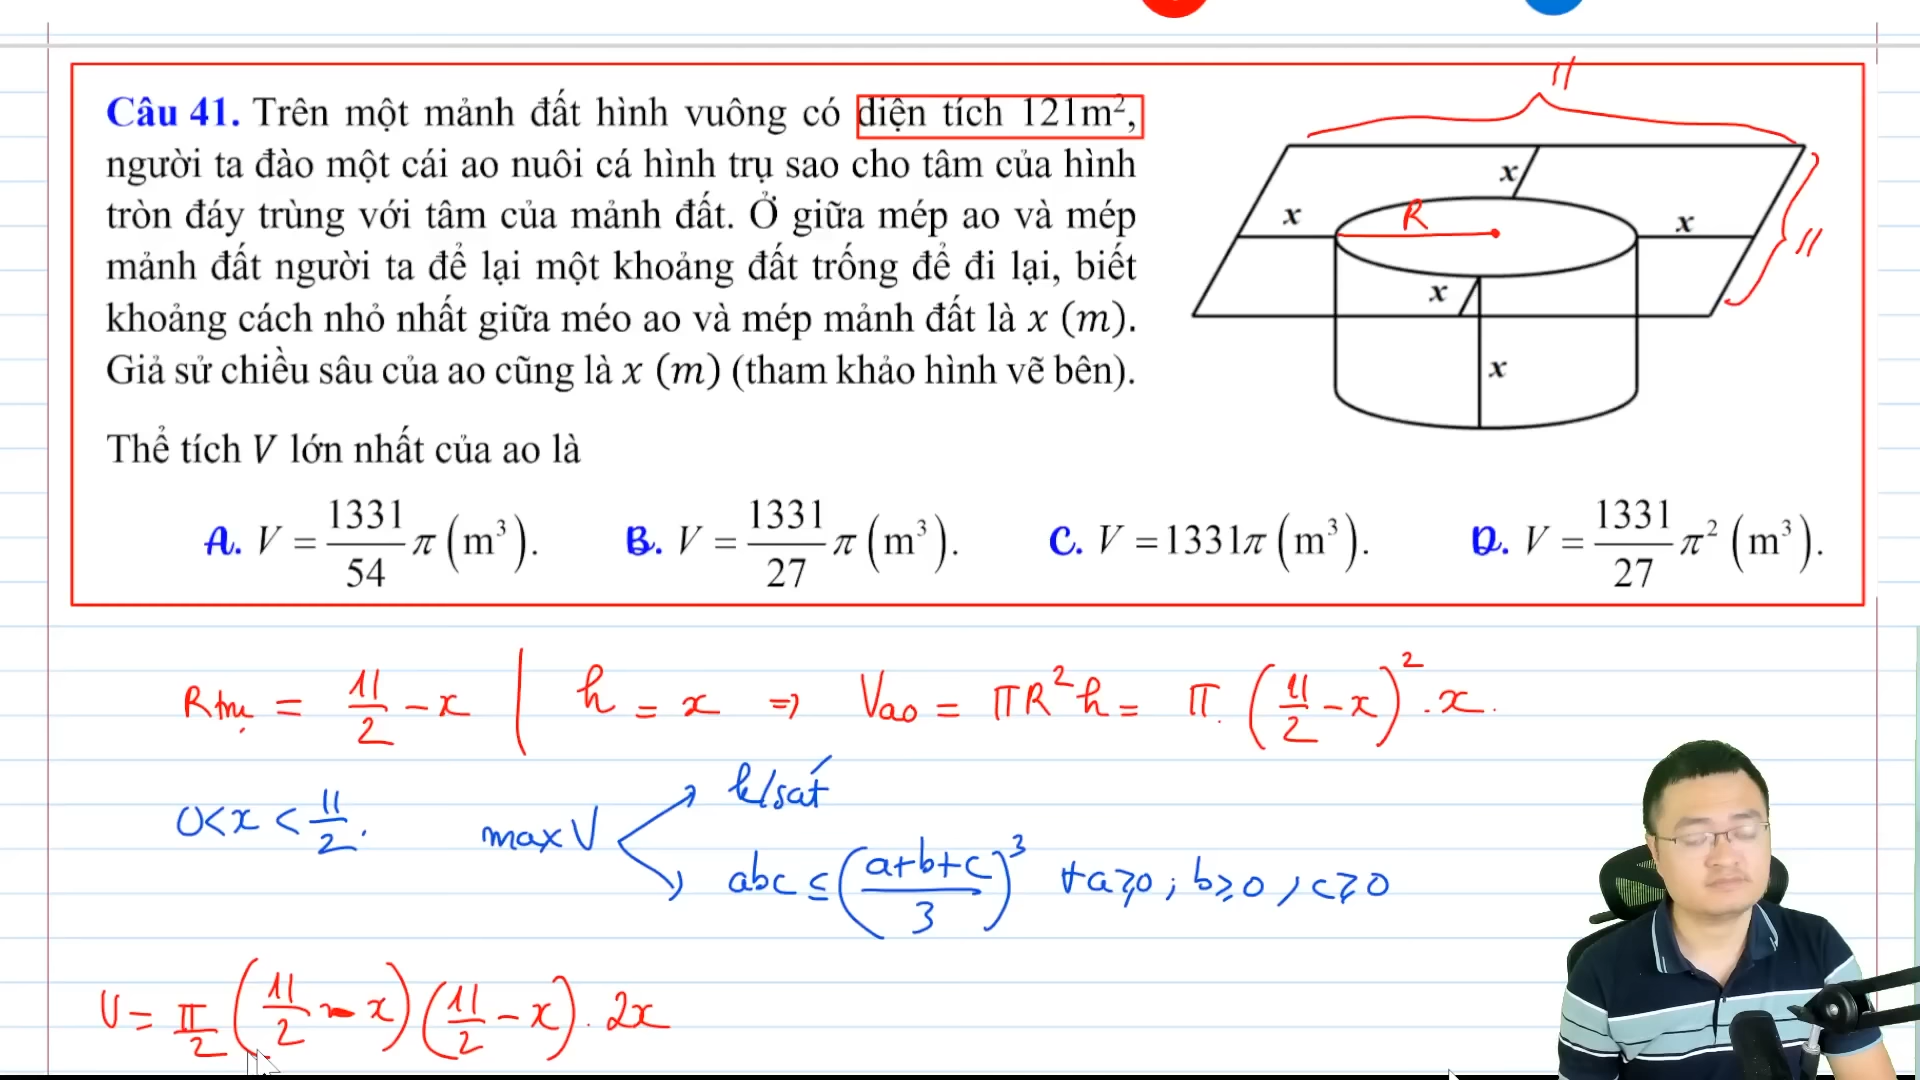 Câu 41. Trên một mảnh đất hình vuông có diện tích 121m²,
người ta đào một cái ao nuôi cá hình trụ sao cho tâm của hình
tròn đáy trùng với tâm của mảnh đất. Ở giữa mép ao và mép
mảnh đất người ta để lại một khoảng đất trống để đi lại, biết
khoảng cách nhỏ nhất giữa méo ao và mép mảnh đất là x (m).
Giả sử chiều sâu của ao cũng là x (m) (tham khảo hình vẽ bên).
Thể tích V lớn nhất của ao là
11
x
x
R
x
11
x
x
A. V = 1331/54 π (m³). B. V = 1331/27 π (m³). C. V = 1331π (m³). D. V = 1331/27 π² (m³).
Rtrụ = 11/2 - x | h = x => Vao = πR²h = π. (11/2 - x)² . x.
k/sát
0 < x < 11/2. max V
abc ≤ ((a+b+c)/3)³ ∀a≥0 ; b≥0 ; c≥0
V = π/2 (11/2 - x)(11/2 - x) . 2x